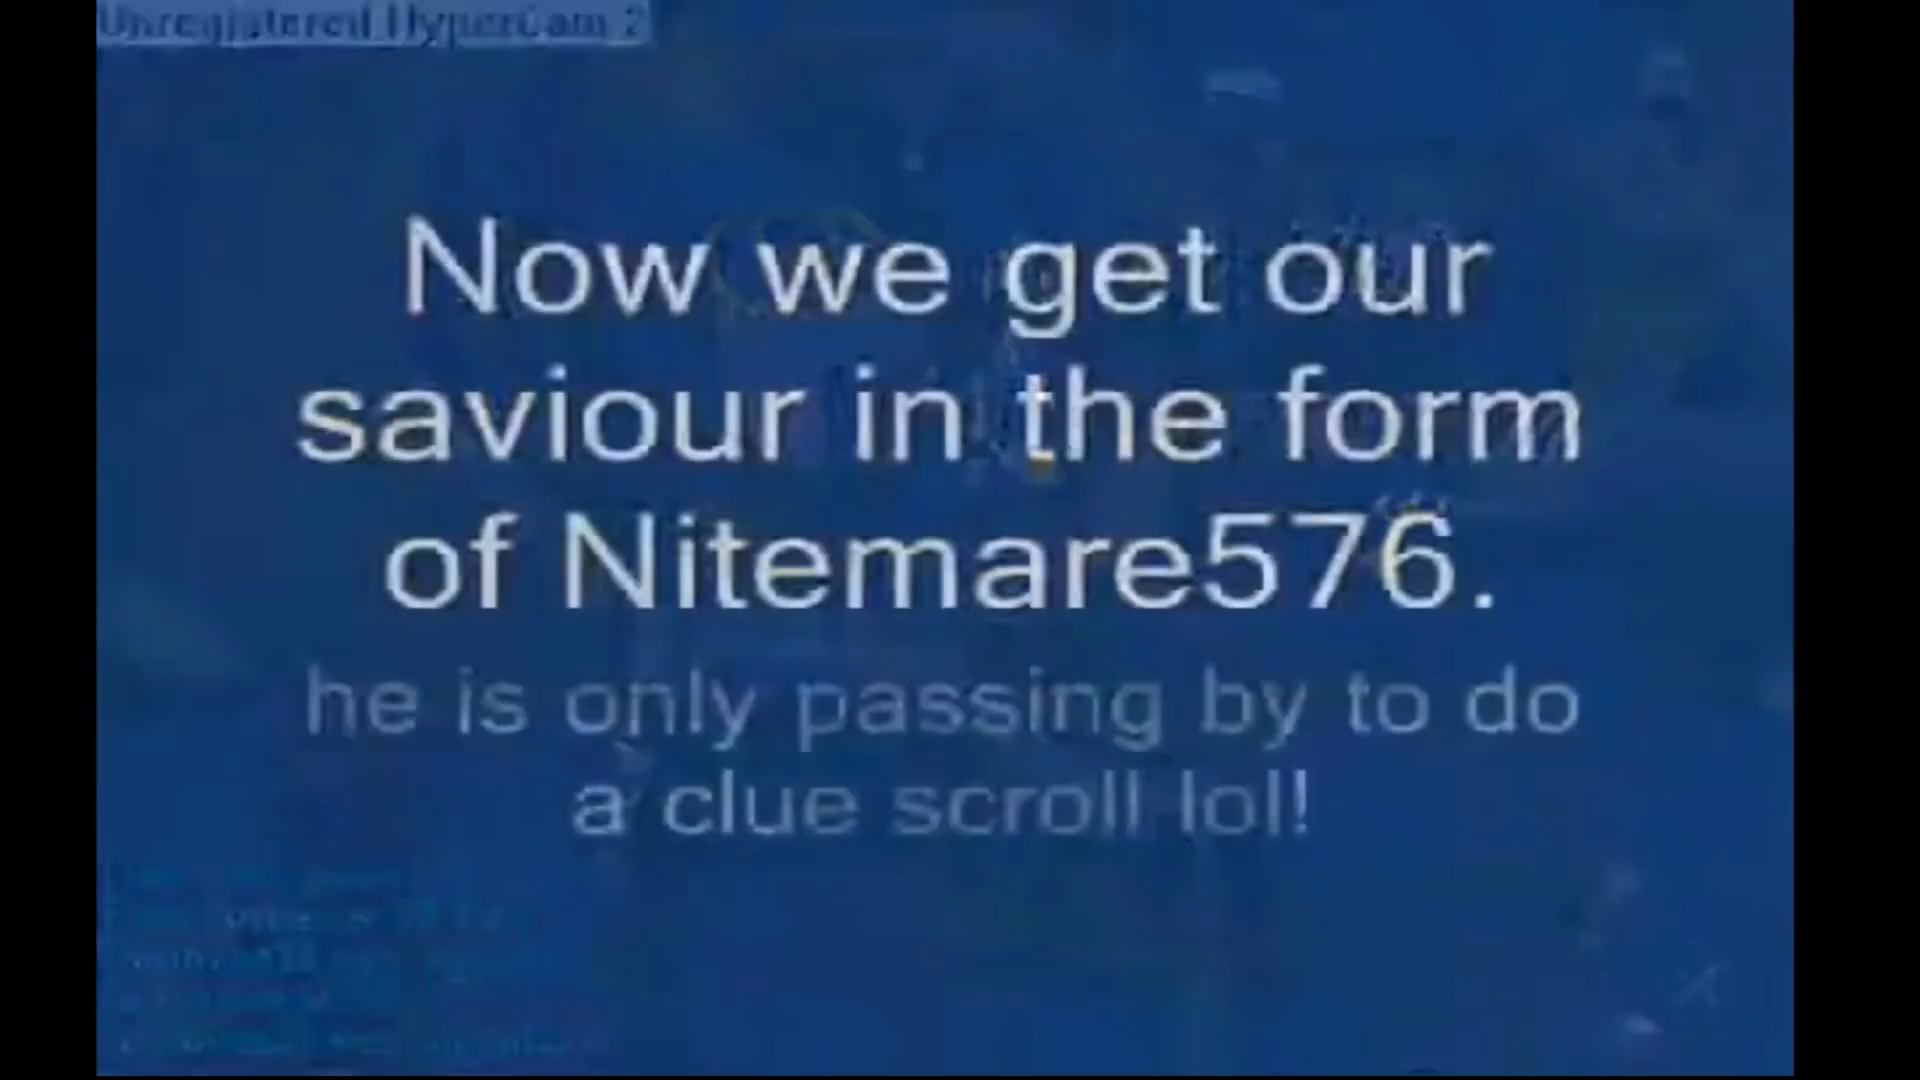 Unregistered HyperCam 2
Now we get our
saviour in the form
of Nitemare576.
he is only passing by to do
a clue scroll lol!